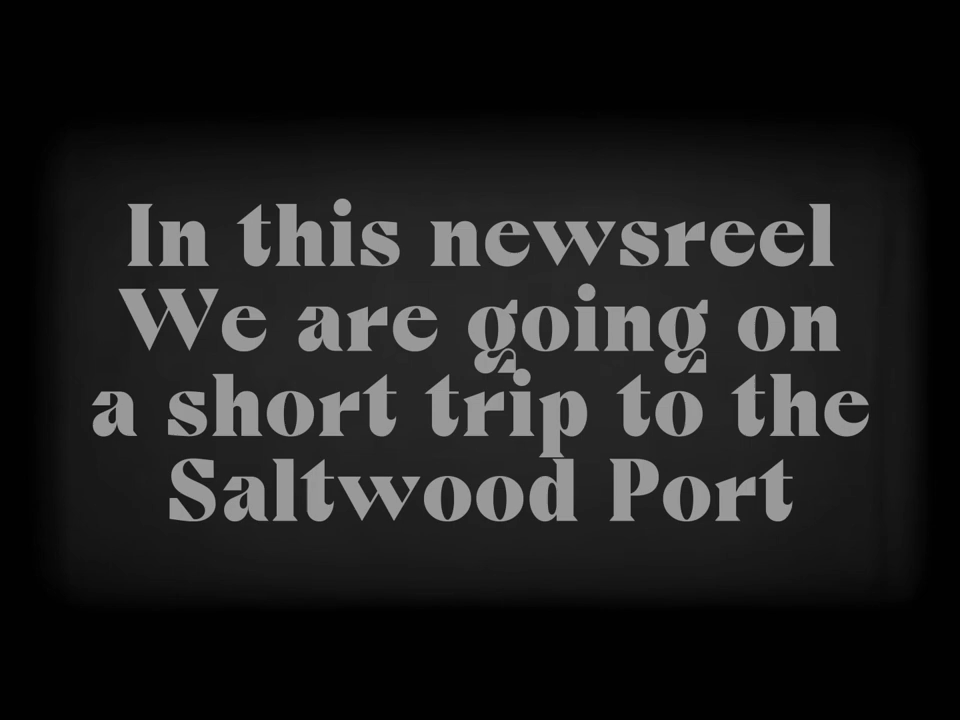 In this newsreel
We are going on
a short trip to the
Saltwood Port